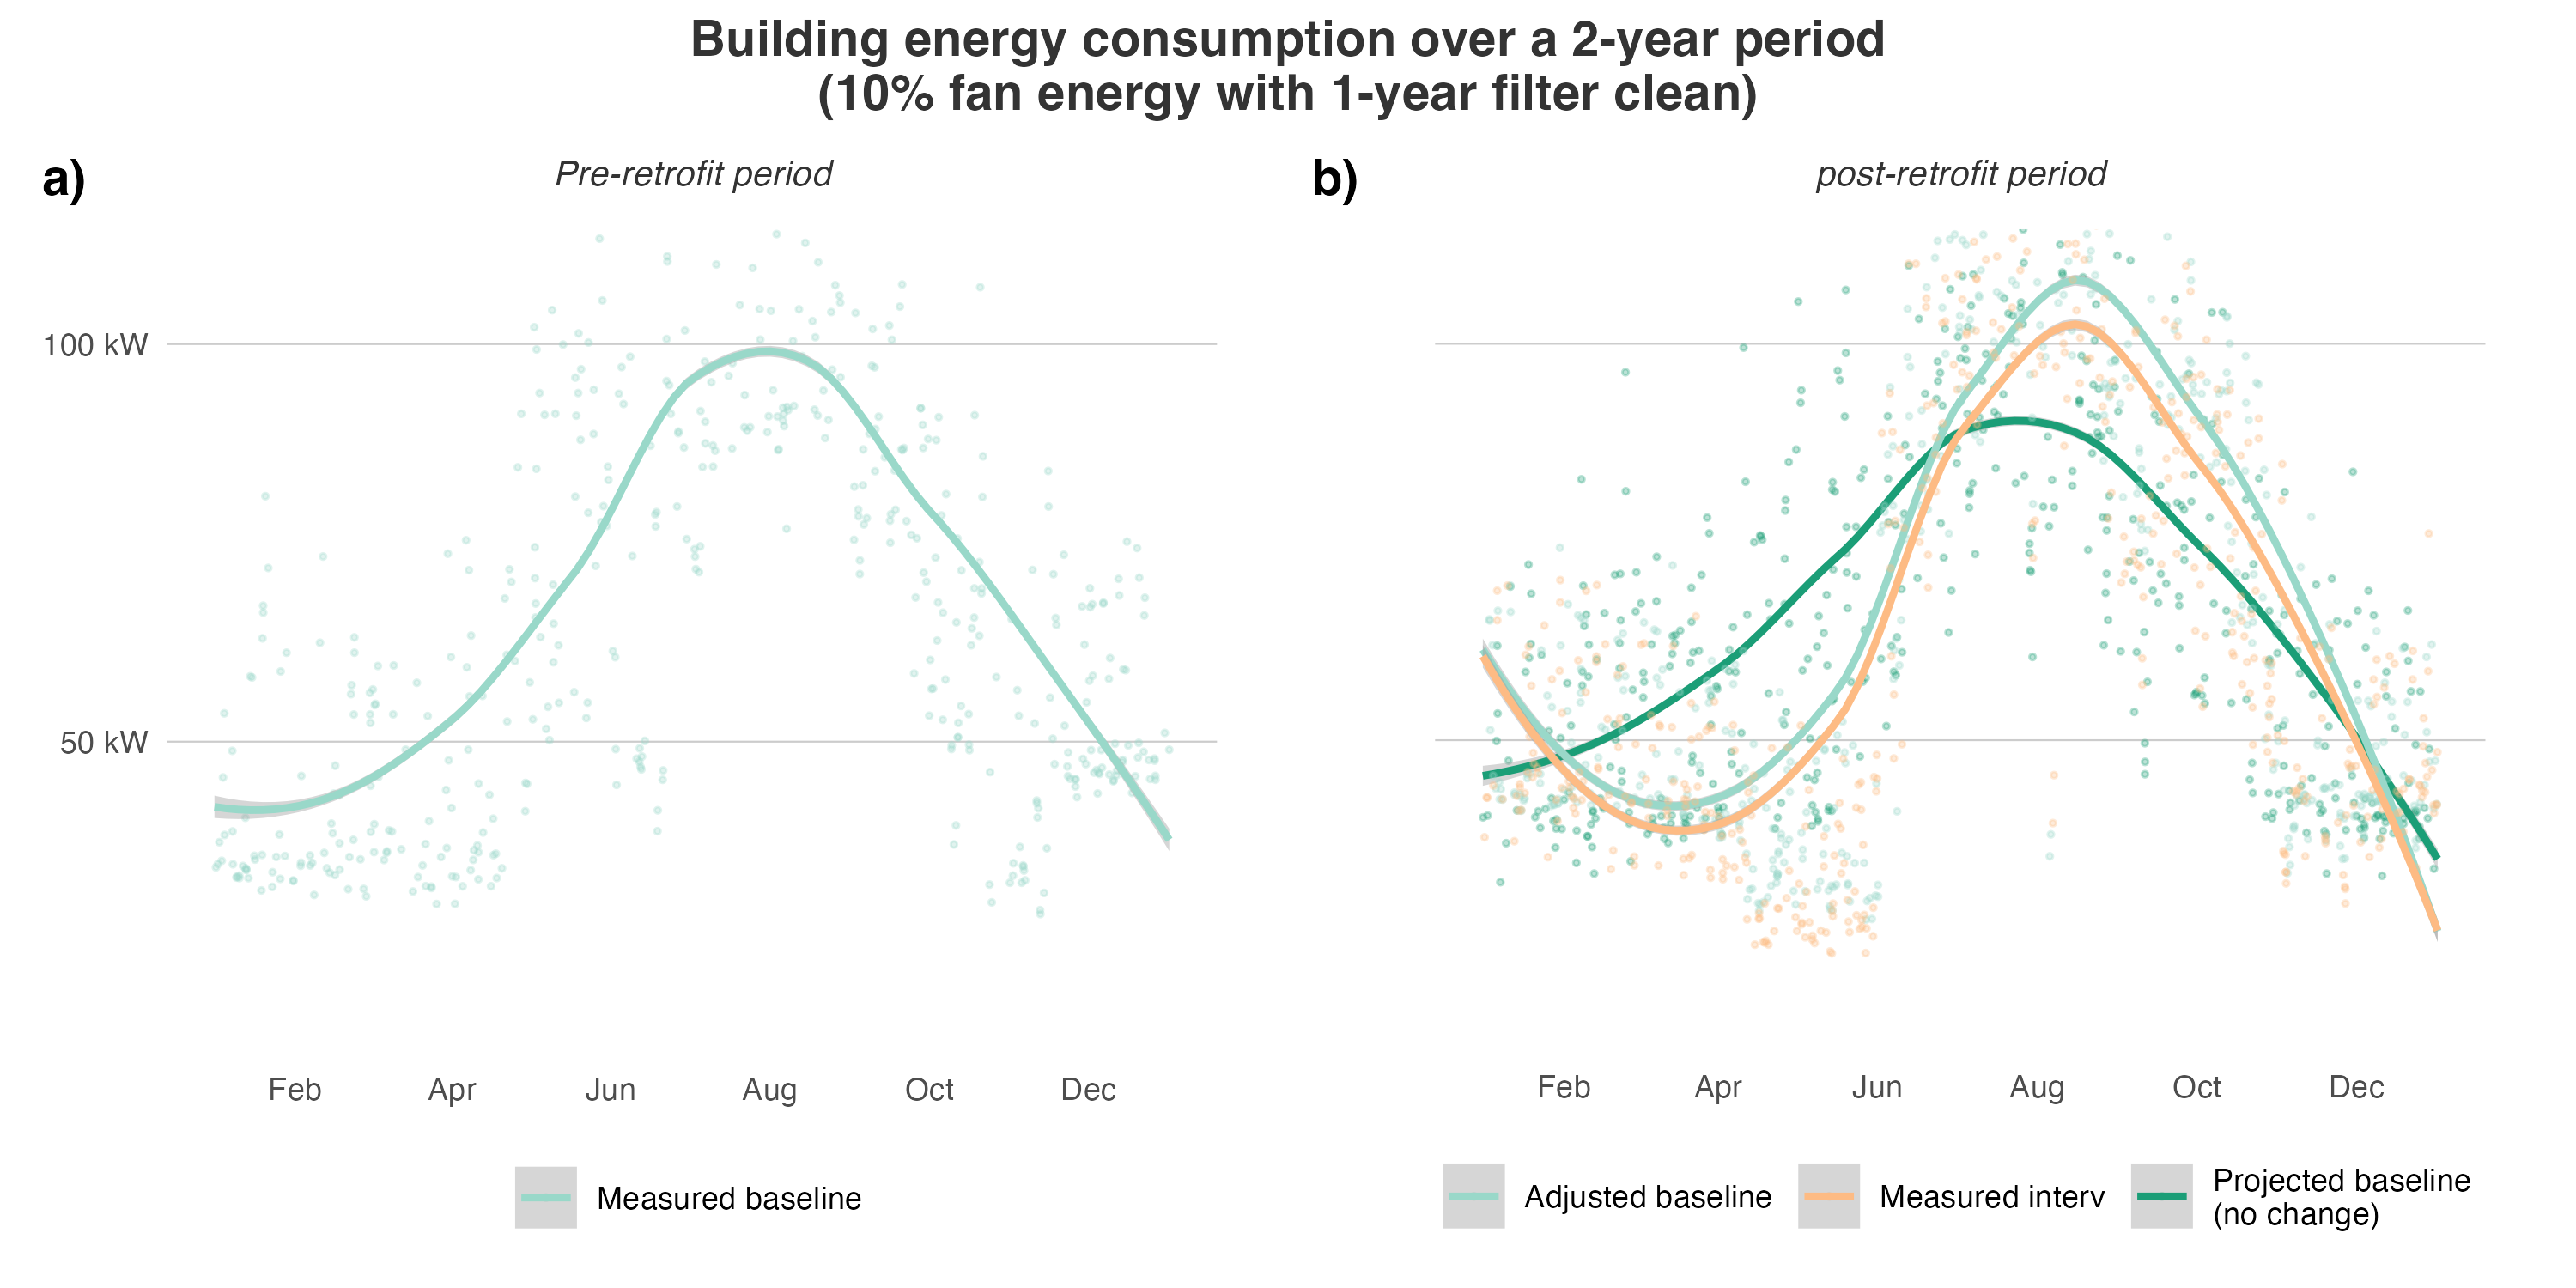 Building energy consumption over a 2-year period
(10% fan energy with 1-year filter clean)
a)
Pre-retrofit period
100 kW
50 kW
Feb Apr Jun Aug Oct Dec
Measured baseline
b)
post-retrofit period
Feb Apr Jun Aug Oct Dec
Adjusted baseline
Measured interv
Projected baseline
(no change)